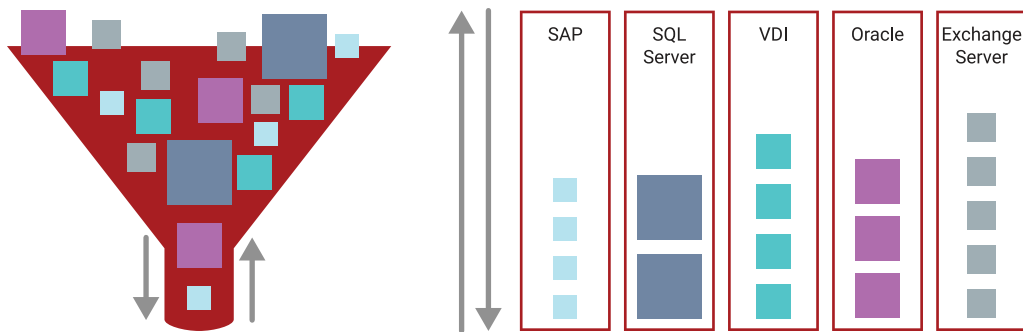 SAP
SQL
Server
VDI
Oracle
Exchange
Server